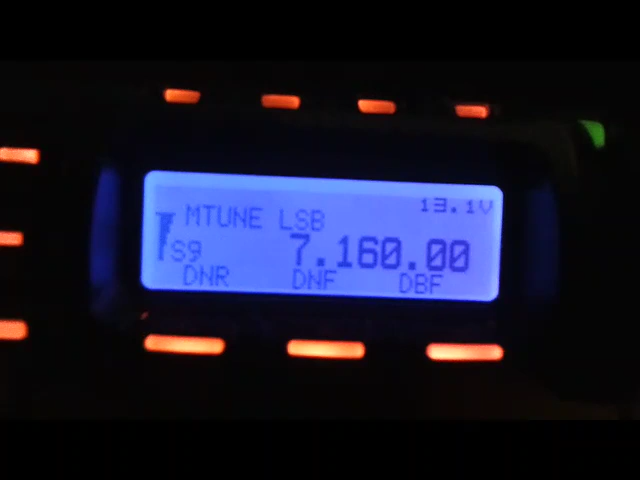 13.1V
MTUNE LSB
S9 7.160.00
DNR DNF DBF